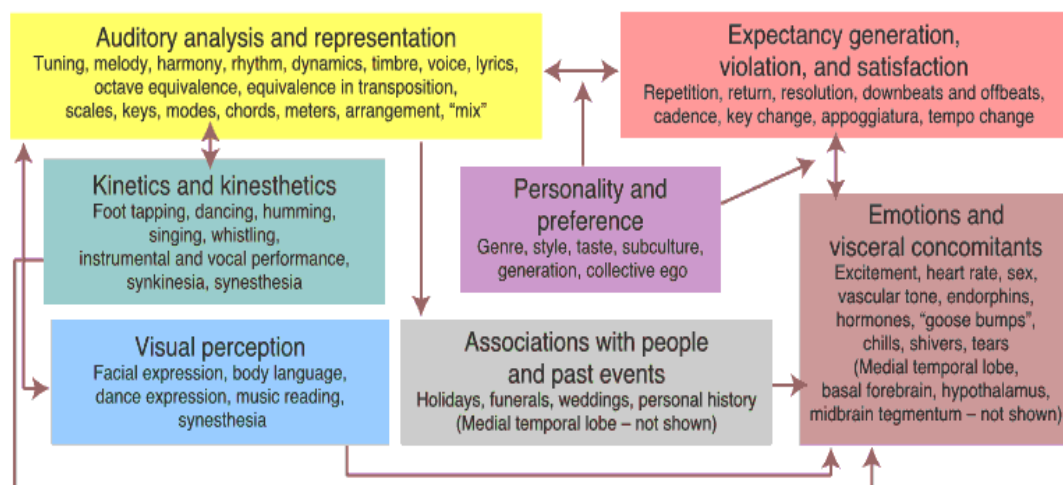 Auditory analysis and representation
Tuning, melody, harmony, rhythm, dynamics, timbre, voice, lyrics,
octave equivalence, equivalence in transposition,
scales, keys, modes, chords, meters, arrangement, “mix”
Expectancy generation,
violation, and satisfaction
Repetition, return, resolution, downbeats and offbeats,
cadence, key change, appoggiatura, tempo change
Kinetics and kinesthetics
Foot tapping, dancing, humming,
singing, whistling,
instrumental and vocal performance,
synkinesia, synesthesia
Personality and
preference
Genre, style, taste, subculture,
generation, collective ego
Emotions and
visceral concomitants
Excitement, heart rate, sex,
vascular tone, endorphins,
hormones, “goose bumps”,
chills, shivers, tears
(Medial temporal lobe,
basal forebrain, hypothalamus,
midbrain tegmentum – not shown)
Visual perception
Facial expression, body language,
dance expression, music reading,
synesthesia
Associations with people
and past events
Holidays, funerals, weddings, personal history
(Medial temporal lobe – not shown)